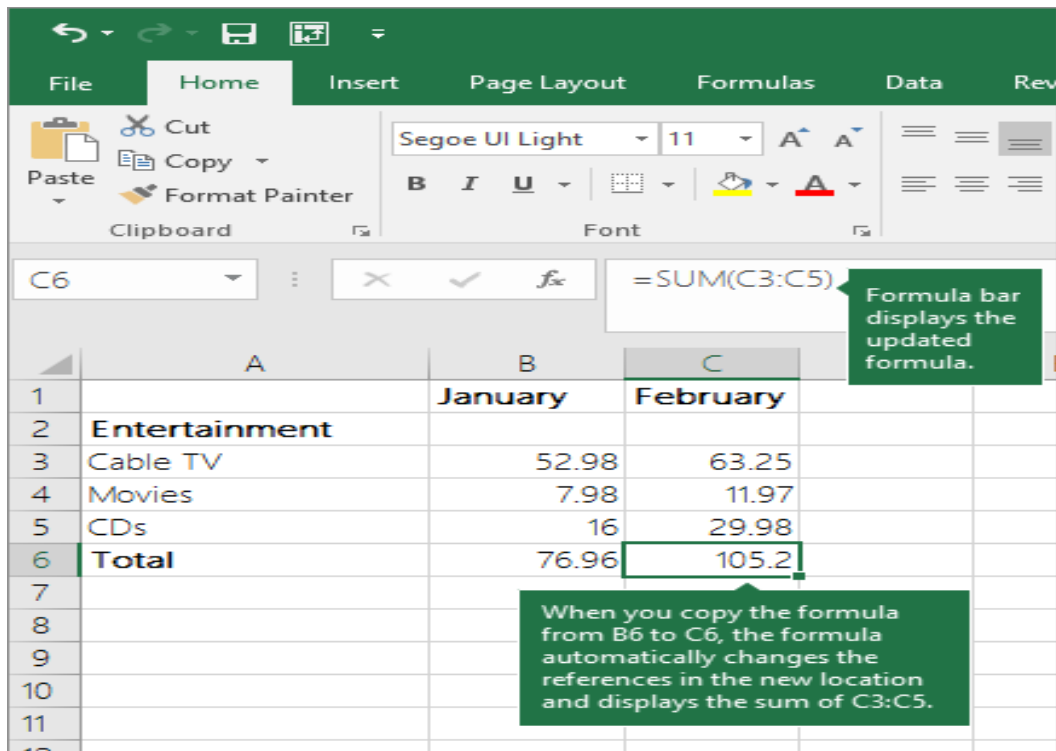 File Home Insert Page Layout Formulas Data Rev
Cut
Copy
Paste
Format Painter
Clipboard
Segoe UI Light 11 A A
B I U A
Font
C6 fx =SUM(C3:C5)
Formula bar
displays the
updated
formula.
A B C
1 January February
2 Entertainment
3 Cable TV 52.98 63.25
4 Movies 7.98 11.97
5 CDs 16 29.98
6 Total 76.96 105.2
7
8
9
10
11
When you copy the formula
from B6 to C6, the formula
automatically changes the
references in the new location
and displays the sum of C3:C5.